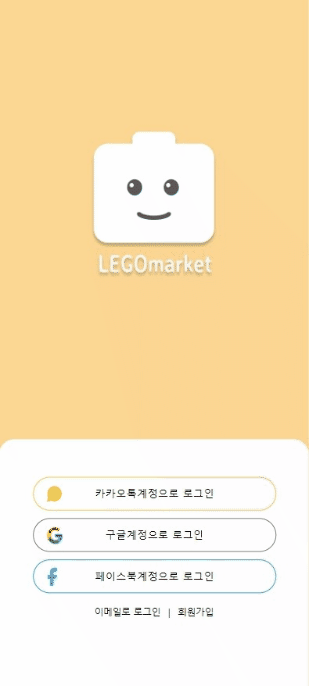 LEGOmarket
카카오톡계정으로 로그인
구글계정으로 로그인
페이스북계정으로 로그인
이메일로 로그인 | 회원가입